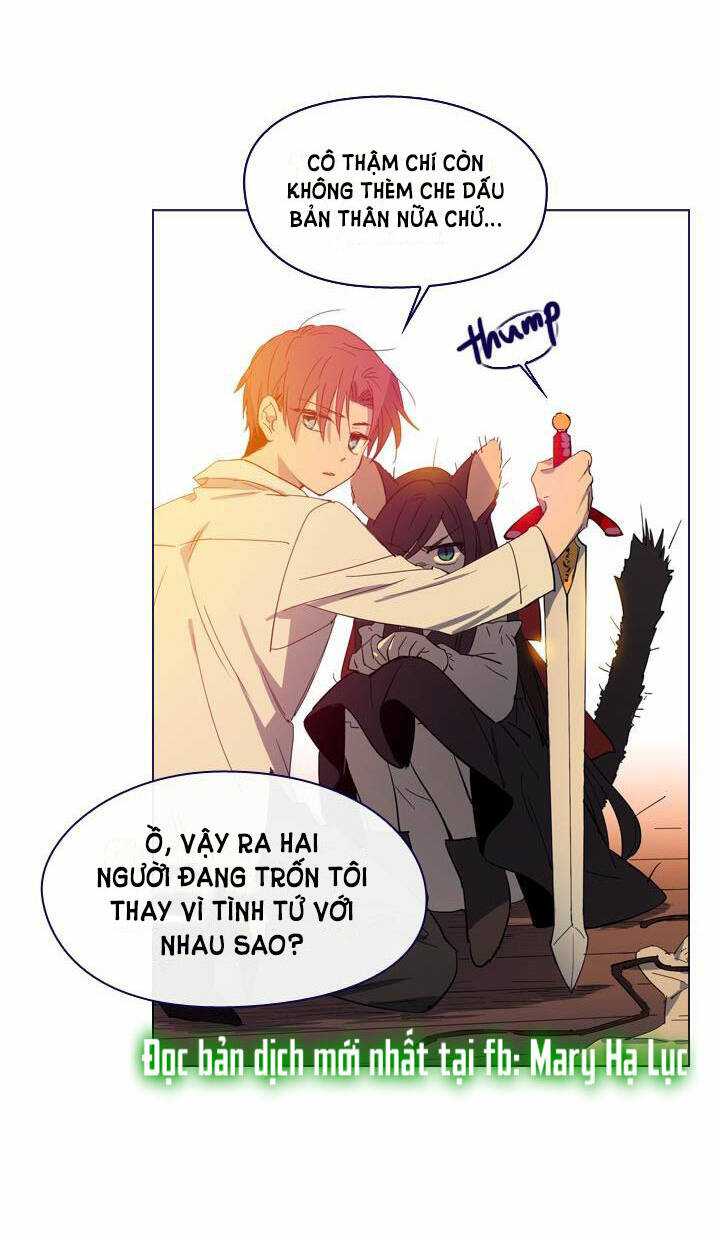 CÔ THẬM CHÍ CÒN
KHÔNG THÈM CHE DẤU
BẢN THÂN NỮA CHỨ...
thump
Ồ, VẬY RA HAI
NGƯỜI ĐANG TRỐN TÔI
THAY VÌ TÌNH TỨ VỚI
NHAU SAO?
Đọc bản dịch mới nhất tại fb: Mary Hạ Lục